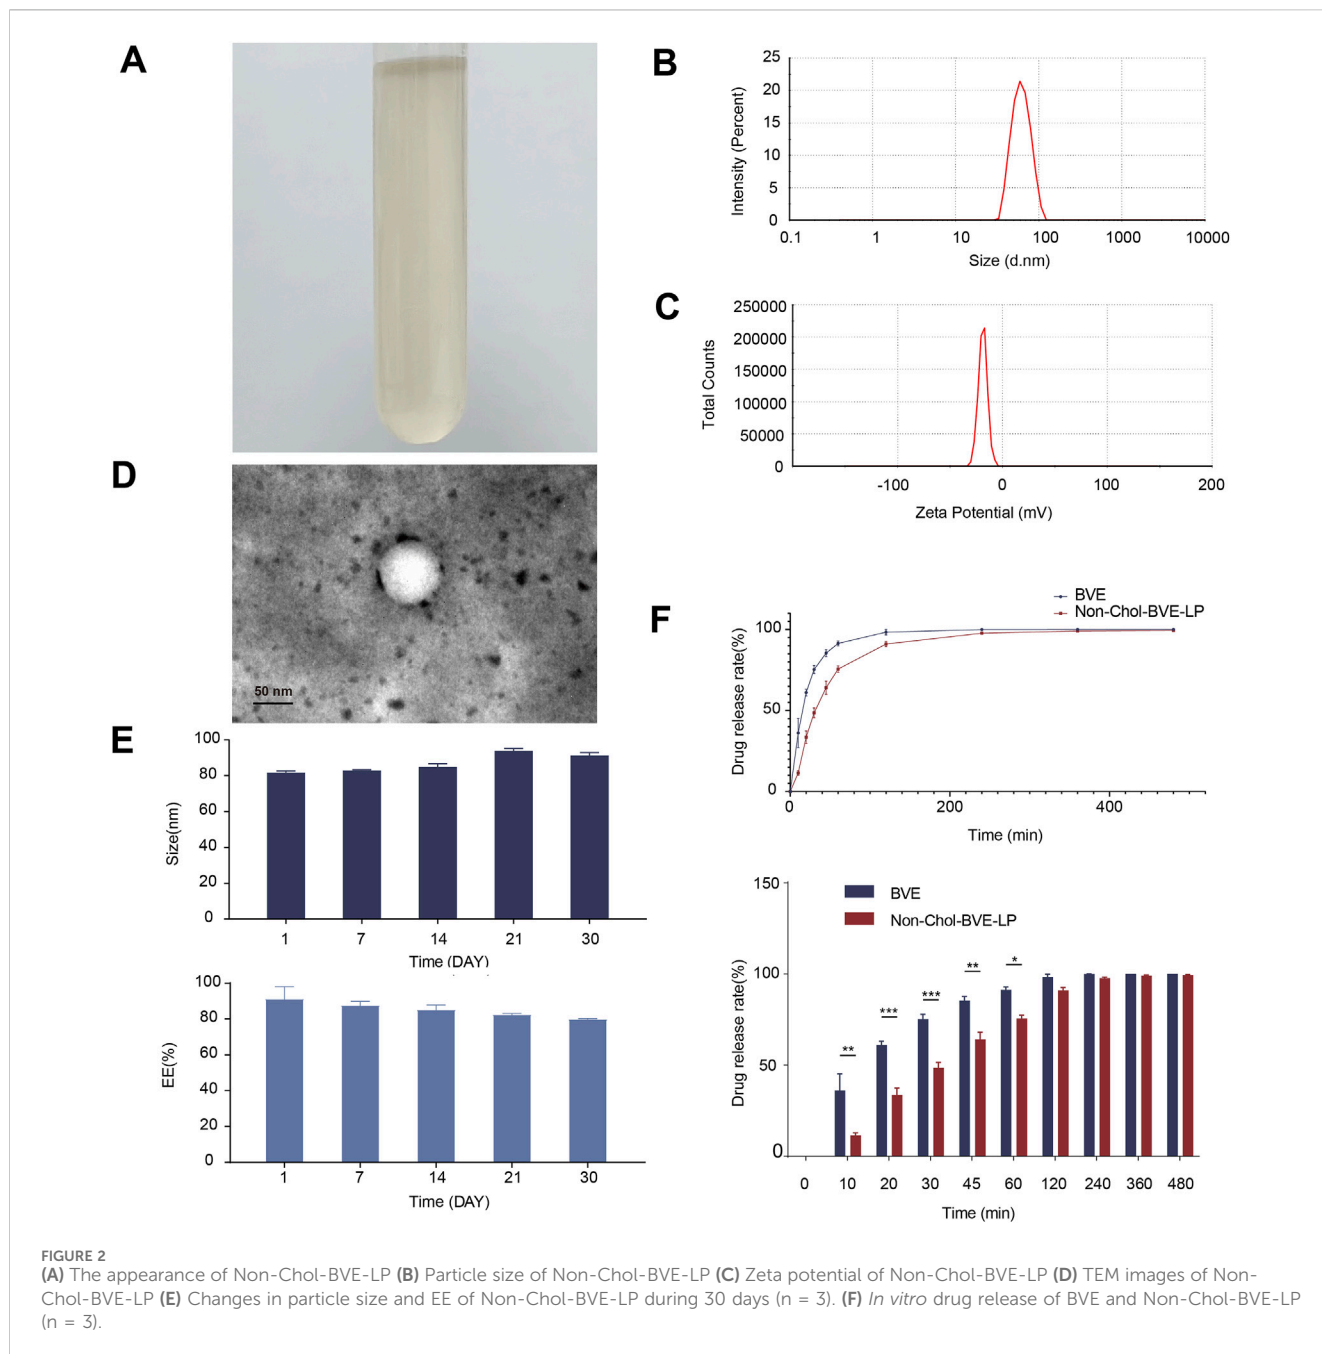 A
B
25
20
15
10
5
0
Intensity (Percent)
0.1 1 10 100 1000 10000
Size (d.nm)
C
250000
200000
150000
100000
50000
0
Total Counts
-100 0 100 200
Zeta Potential (mV)
D
50 nm
E
100
80
60
40
20
0
Size(nm)
1 7 14 21 30
Time (DAY)
100
80
60
40
20
0
EE(%)
1 7 14 21 30
Time (DAY)
F
BVE
Non-Chol-BVE-LP
100
50
0
Drug release rate(%)
0 200 400
Time (min)
150
100
50
0
Drug release rate(%)
BVE
Non-Chol-BVE-LP
** *** *** ** *
0 10 20 30 45 60 120 240 360 480
Time (min)
FIGURE 2
(A) The appearance of Non-Chol-BVE-LP (B) Particle size of Non-Chol-BVE-LP (C) Zeta potential of Non-Chol-BVE-LP (D) TEM images of Non-
Chol-BVE-LP (E) Changes in particle size and EE of Non-Chol-BVE-LP during 30 days (n = 3). (F) In vitro drug release of BVE and Non-Chol-BVE-LP
(n = 3).